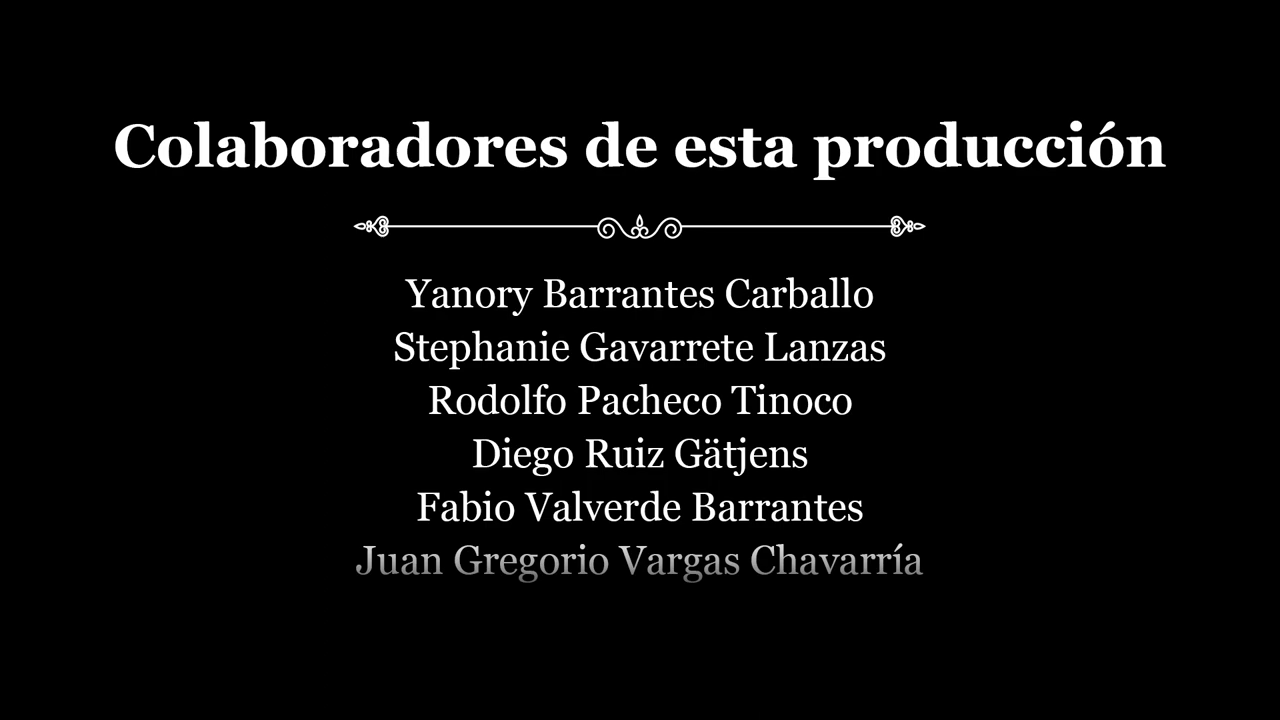 Colaboradores de esta producción
Yanory Barrantes Carballo
Stephanie Gavarrete Lanzas
Rodolfo Pacheco Tinoco
Diego Ruiz Gätjens
Fabio Valverde Barrantes
Juan Gregorio Vargas Chavarría